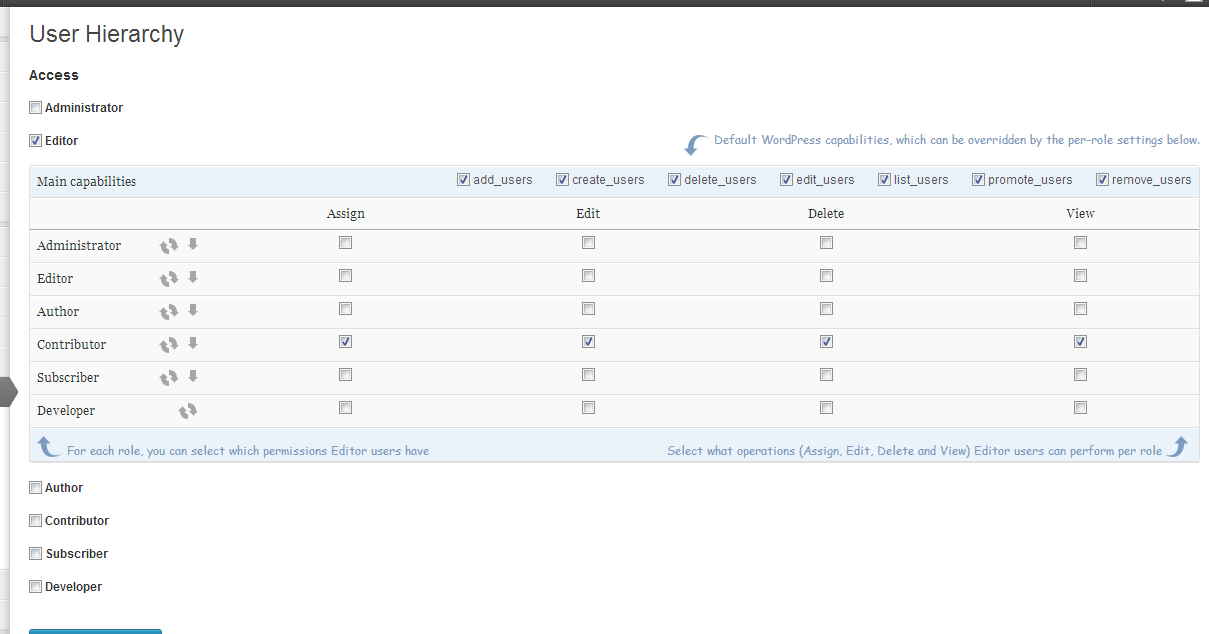 User Hierarchy
Access
Administrator
Editor
Default WordPress capabilities, which can be overridden by the per-role settings below.
Main capabilities add_users create_users delete_users edit_users list_users promote_users remove_users
Assign Edit Delete View
Administrator
Editor
Author
Contributor
Subscriber
Developer
For each role, you can select which permissions Editor users have Select what operations (Assign, Edit, Delete and View) Editor users can perform per role
Author
Contributor
Subscriber
Developer